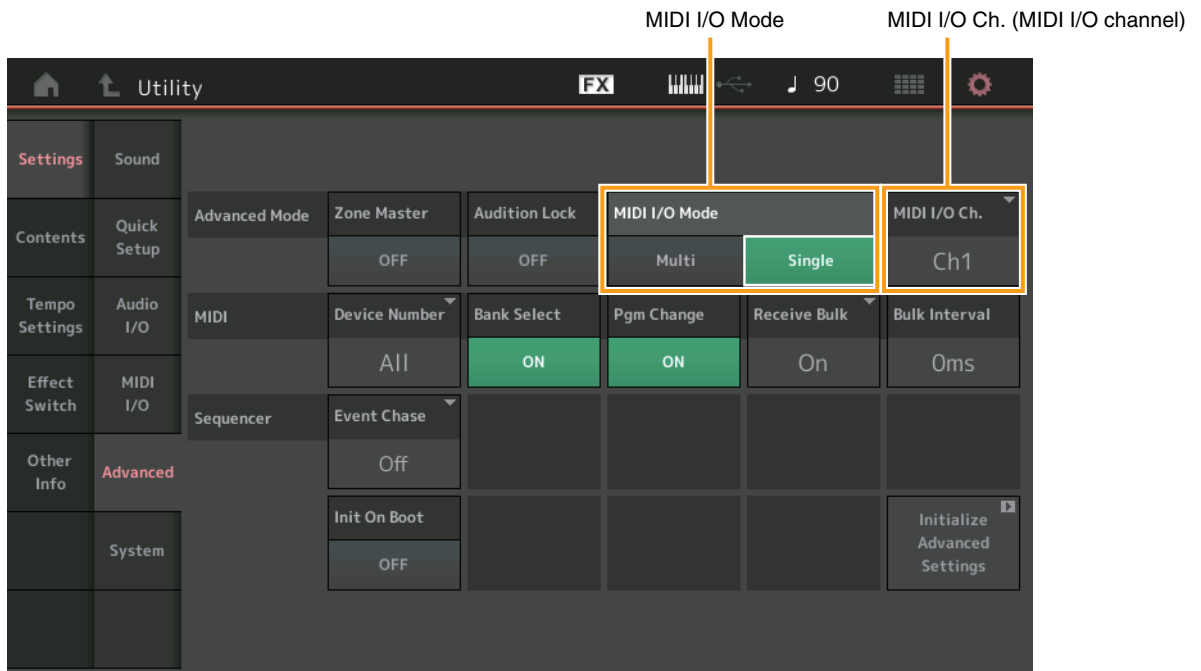 MIDI I/O Mode
MIDI I/O Ch. (MIDI I/O channel)
Utility
FX
90
Settings
Sound
Advanced Mode
Zone Master
Audition Lock
MIDI I/O Mode
MIDI I/O Ch.
OFF
OFF
Multi
Single
Ch1
Contents
Quick
Setup
Tempo
Settings
Audio
I/O
MIDI
Device Number
Bank Select
Pgm Change
Receive Bulk
Bulk Interval
All
ON
ON
On
0ms
Effect
Switch
MIDI
I/O
Sequencer
Event Chase
Off
Other
Info
Advanced
Init On Boot
OFF
Initialize
Advanced
Settings
System